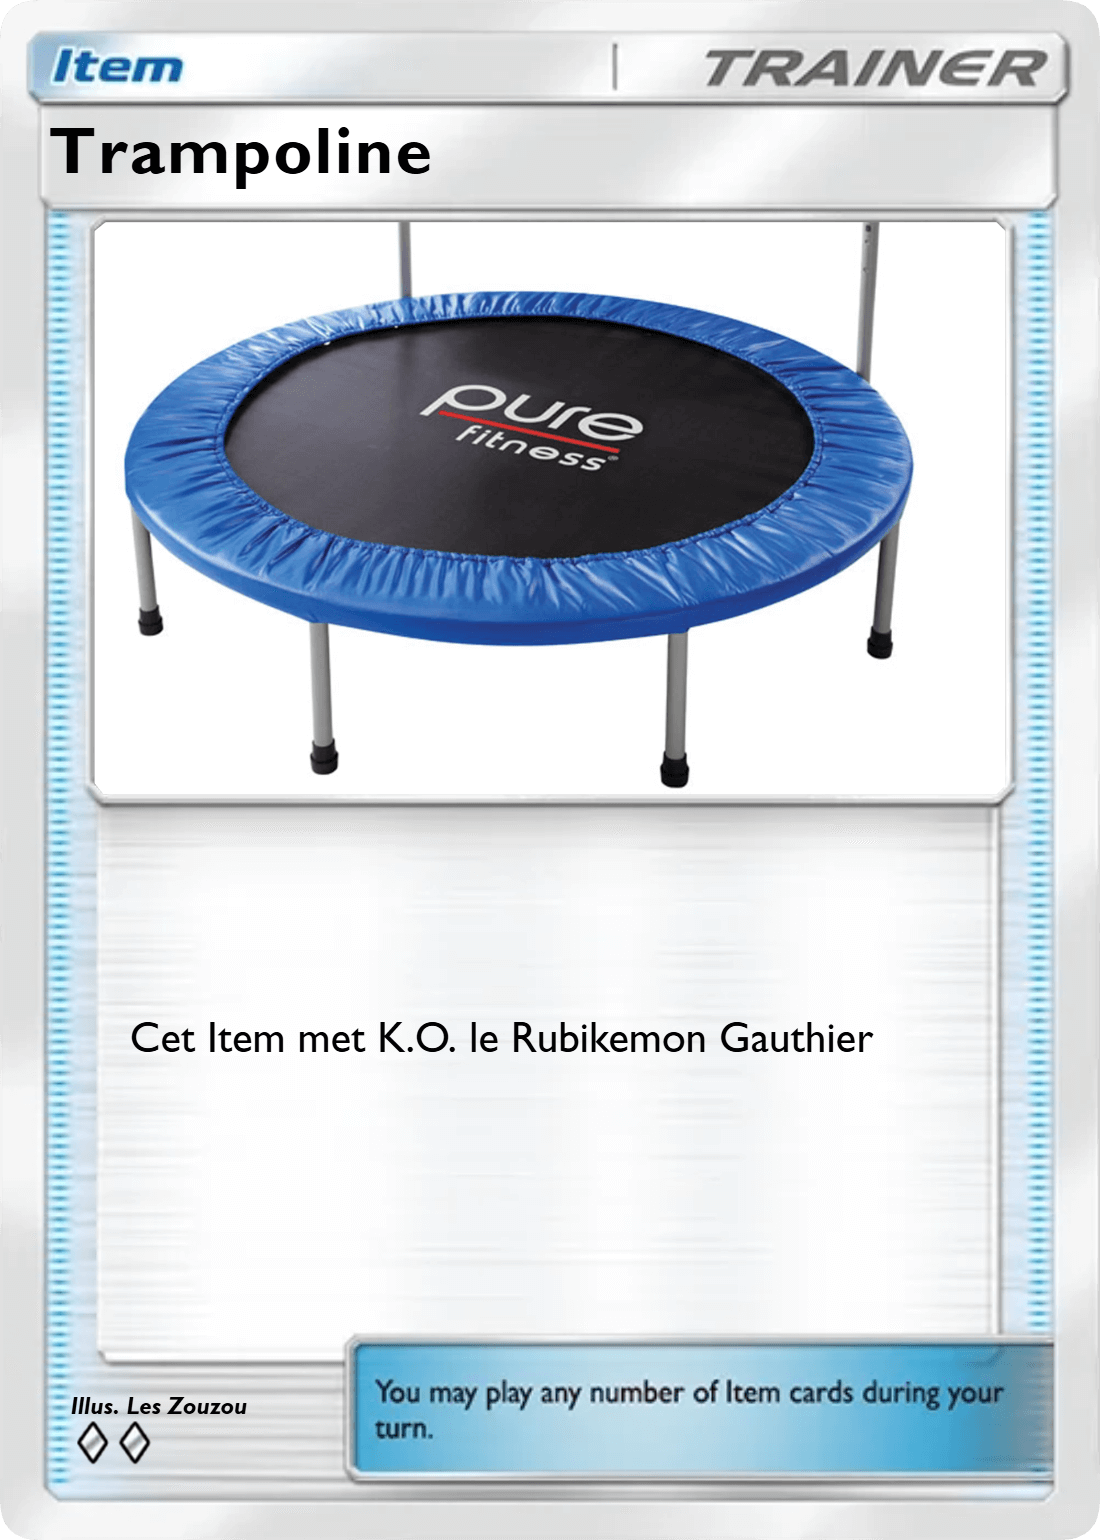 Item TRAINER
Trampoline
pure
fitness®
Cet Item met K.O. le Rubikemon Gauthier
Illus. Les Zouzou
You may play any number of Item cards during your
turn.